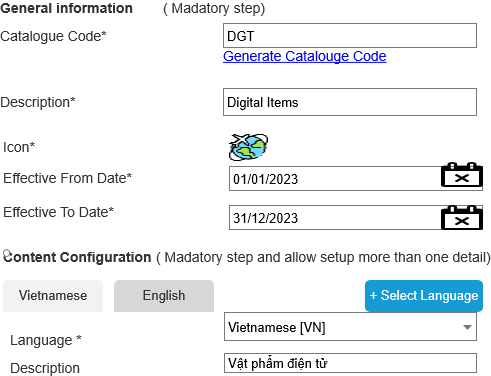 General information ( Madatory step)
Catalogue Code* DGT
Generate Catalouge Code
Description* Digital Items
Icon*
Effective From Date* 01/01/2023
Effective To Date* 31/12/2023
Content Configuration ( Madatory step and allow setup more than one detail)
Vietnamese English + Select Language
Language * Vietnamese [VN]
Description Vật phẩm điện tử